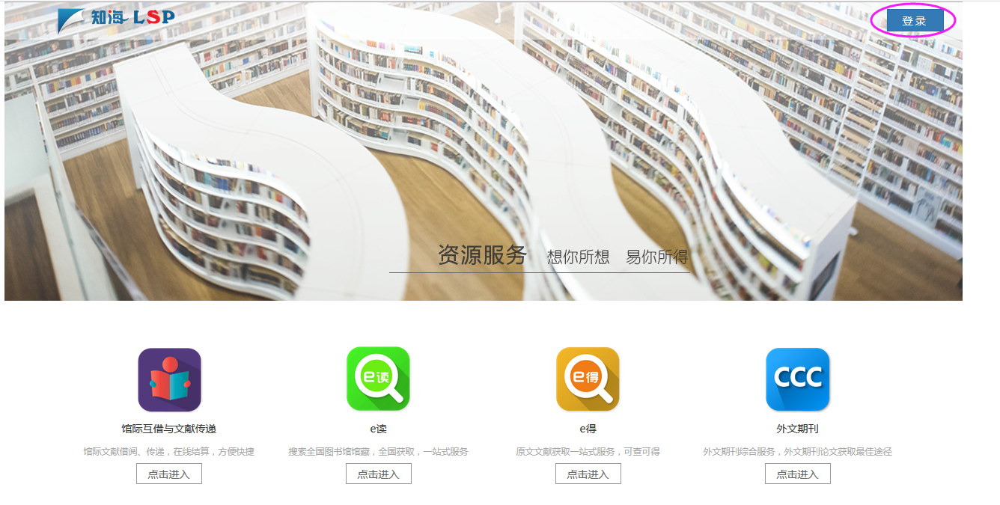 知海 LSP
登录
资源服务 想你所想 易你所得
e读
e得
CCC
馆际互借与文献传递
e读
e得
外文期刊
馆际文献借阅、传递，在线结算，方便快捷
搜索全国图书馆馆藏，全国获取，一站式服务
原文文献获取一站式服务，可查可得
外文期刊综合服务，外文期刊论文获取最佳途径
点击进入
点击进入
点击进入
点击进入